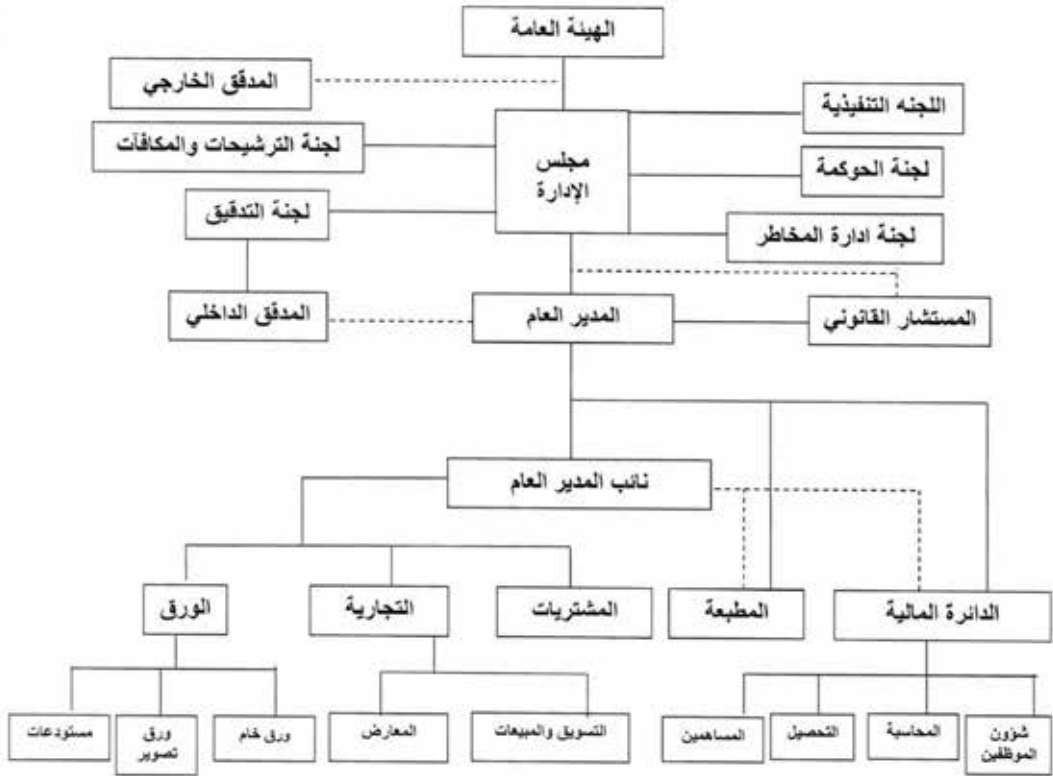 الهيئة العامة
المدقق الخارجي
اللجنه التنفيذية
لجنة الترشيحات والمكافآت
مجلس
الإدارة
لجنة الحوكمة
لجنة التدقيق
لجنة ادارة المخاطر
المستشار القانوني
المدير العام
المدقق الداخلي
نائب المدير العام
الدائرة المالية
المطبعة
المشتريات
التجارية
الورق
شؤون
الموظفين
المحاسبة
التحصيل
المساهمين
التسويق والمبيعات
المعارض
ورق خام
ورق
تصوير
مستودعات